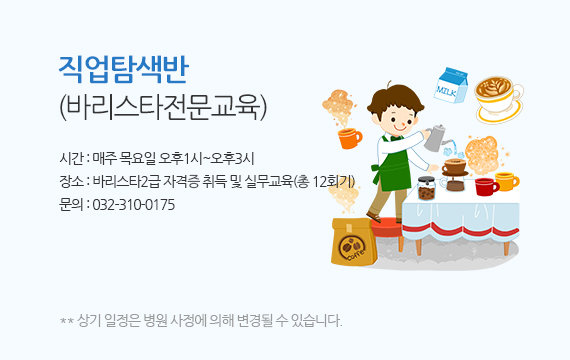 직업탐색반
(바리스타전문교육)
시간 : 매주 목요일 오후1시~오후3시
장소 : 바리스타2급 자격증 취득 및 실무교육(총 12회기)
문의 : 032-310-0175
MILK
coffee
** 상기 일정은 병원 사정에 의해 변경될 수 있습니다.